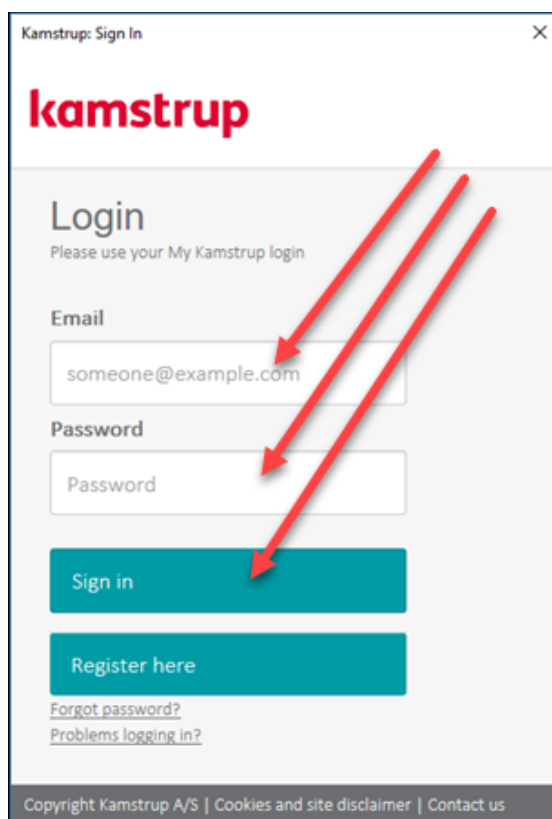 Kamstrup: Sign In
kamstrup
Login
Please use your My Kamstrup login
Email
someone@example.com
Password
Password
Sign in
Register here
Forgot password?
Problems logging in?
Copyright Kamstrup A/S | Cookies and site disclaimer | Contact us